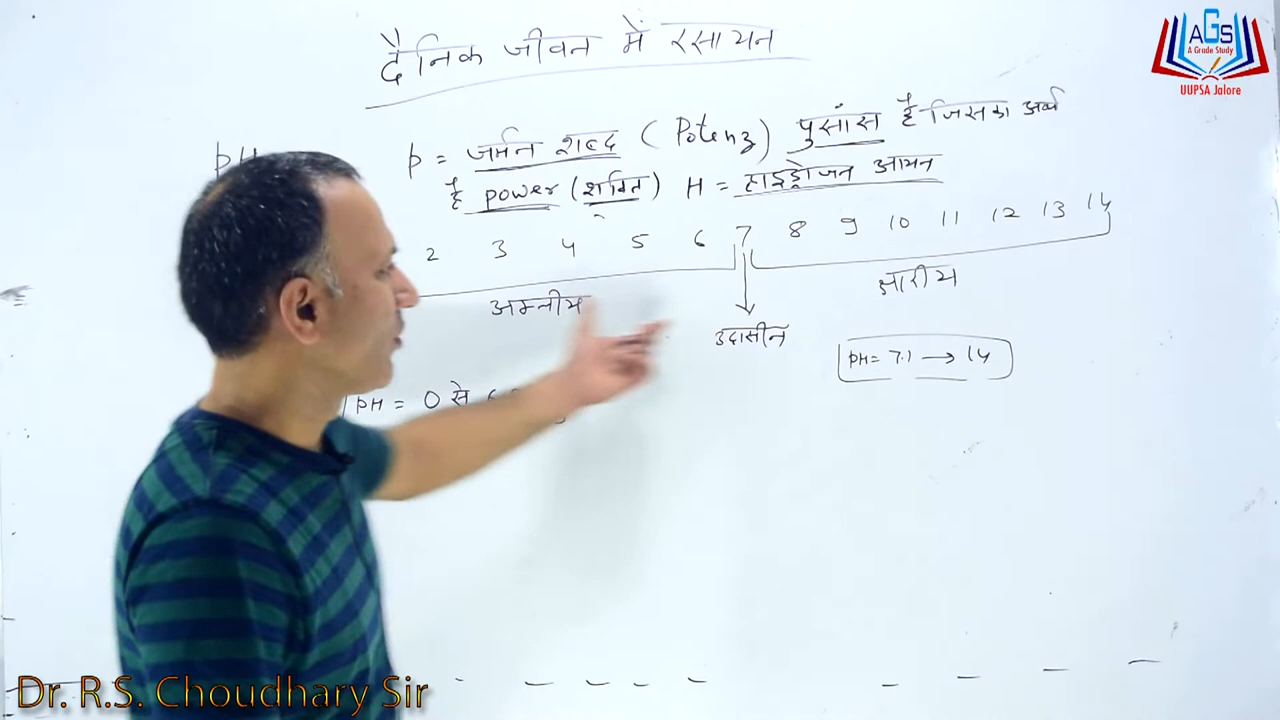 दैनिक जीवन में रसायन
AGS
A Grade Study
UUPSA Jalore
pH
p = जर्मन शब्द (Potenz) पुसांस है जिसका अर्थ
है power (शक्ति) H = हाइड्रोजन आयन
2 3 4 5 6 7 8 9 10 11 12 13 14
अम्लीय
क्षारीय
उदासीन
pH = 7.1 → 14
pH = 0 से 6
Dr. R.S. Choudhary Sir